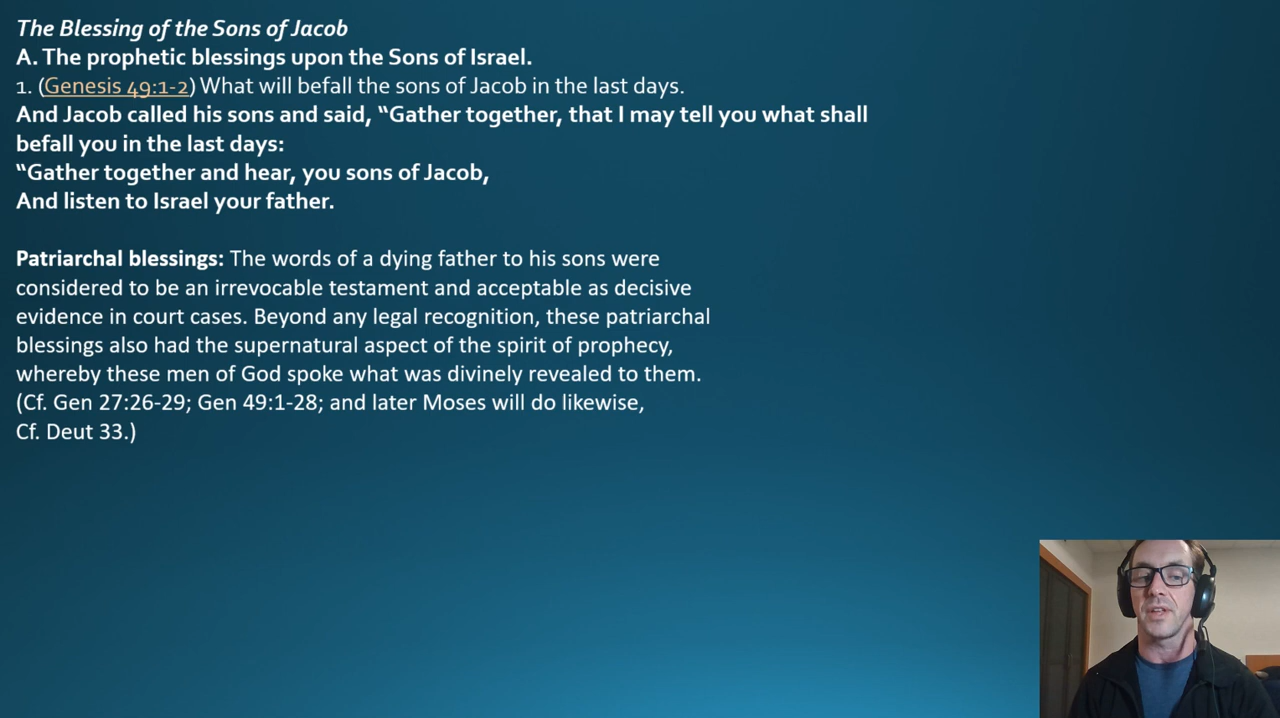 The Blessing of the Sons of Jacob
A. The prophetic blessings upon the Sons of Israel.
1. (Genesis 49:1-2) What will befall the sons of Jacob in the last days.
And Jacob called his sons and said, “Gather together, that I may tell you what shall
befall you in the last days:
“Gather together and hear, you sons of Jacob,
And listen to Israel your father.
Patriarchal blessings: The words of a dying father to his sons were
considered to be an irrevocable testament and acceptable as decisive
evidence in court cases. Beyond any legal recognition, these patriarchal
blessings also had the supernatural aspect of the spirit of prophecy,
whereby these men of God spoke what was divinely revealed to them.
(Cf. Gen 27:26-29; Gen 49:1-28; and later Moses will do likewise,
Cf. Deut 33.)